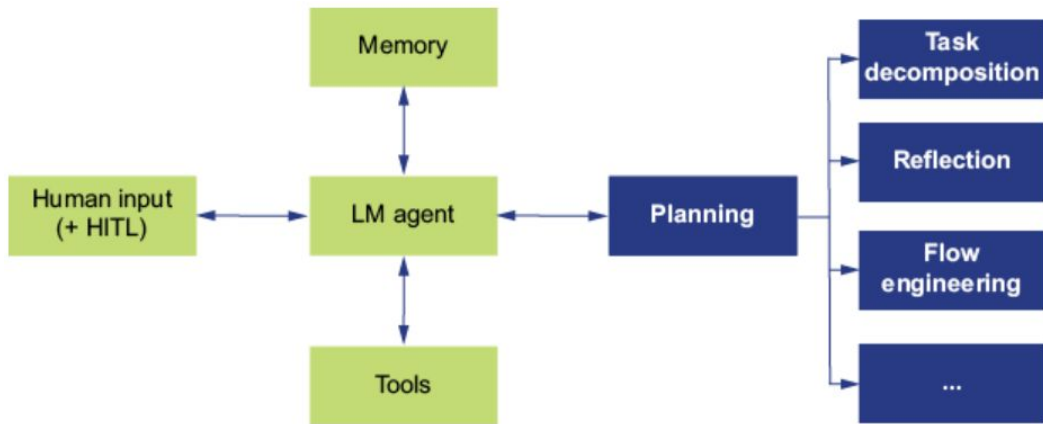 Memory
Human input
(+ HITL)
LM agent
Tools
Planning
Task
decomposition
Reflection
Flow
engineering
...